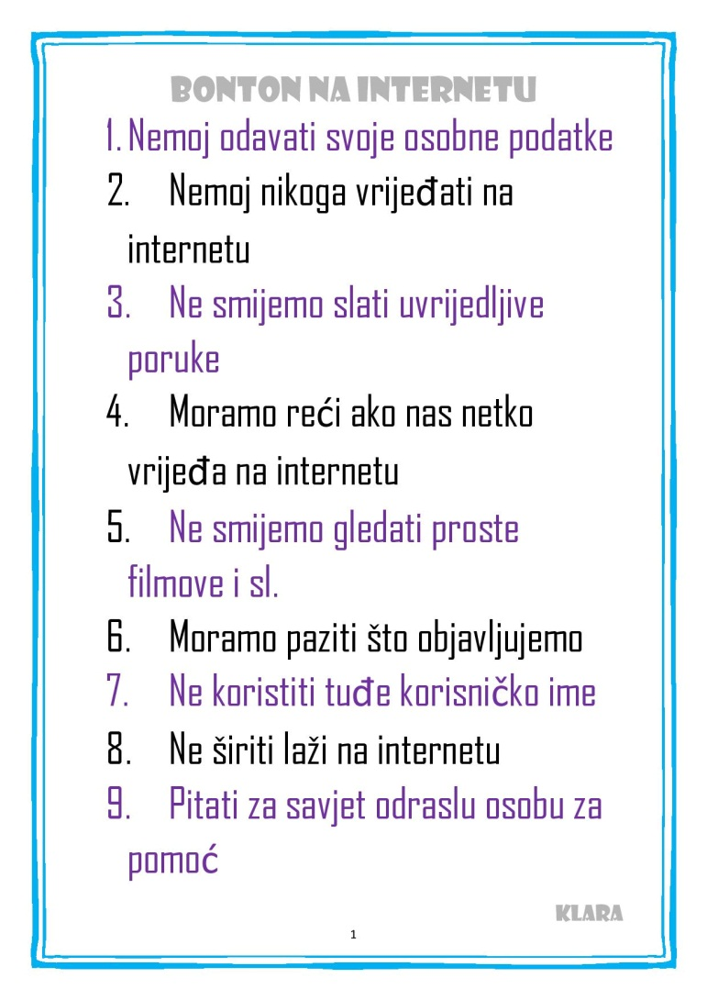 BONTON NA INTERNETU
1. Nemoj odavati svoje osobne podatke
2. Nemoj nikoga vrijeđati na
internetu
3. Ne smijemo slati uvrijedljive
poruke
4. Moramo reći ako nas netko
vrijeđa na internetu
5. Ne smijemo gledati proste
filmove i sl.
6. Moramo paziti što objavljujemo
7. Ne koristiti tuđe korisničko ime
8. Ne širiti laži na internetu
9. Pitati za savjet odraslu osobu za
pomoć
KLARA
1